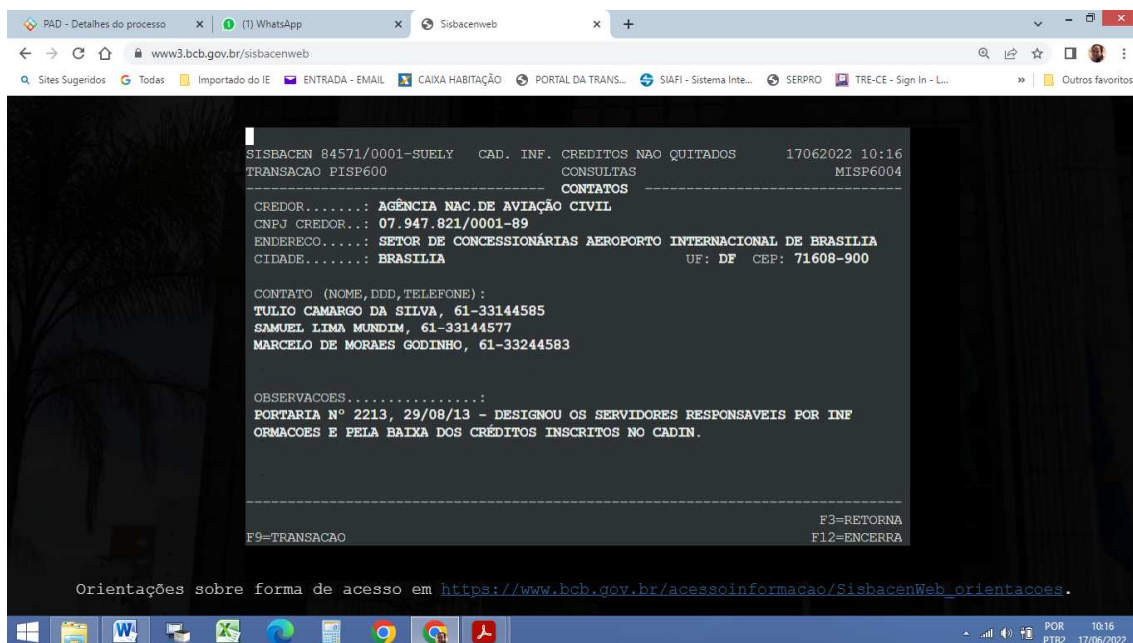 PAD - Detalhes do processo
(1) WhatsApp
Sisbacenweb
www3.bcb.gov.br/sisbacenweb
Sites Sugeridos G Todas Importado do IE ENTRADA - EMAIL CAIXA HABITAÇÃO PORTAL DA TRANS... SIAFI - Sistema Inte... SERPRO TRE-CE - Sign In - L... » Outros favoritos
SISBACEN 84571/0001-SUELY CAD. INF. CREDITOS NAO QUITADOS 17062022 10:16
TRANSACAO PISP600 CONSULTAS MISP6004
------------------------------------ CONTATOS -------------------------------
CREDOR.......: AGÊNCIA NAC.DE AVIAÇÃO CIVIL
CNPJ CREDOR..: 07.947.821/0001-89
ENDERECO.....: SETOR DE CONCESSIONÁRIAS AEROPORTO INTERNACIONAL DE BRASILIA
CIDADE.......: BRASILIA UF: DF CEP: 71608-900
CONTATO (NOME,DDD,TELEFONE):
TULIO CAMARGO DA SILVA, 61-33144585
SAMUEL LIMA MUNDIM, 61-33144577
MARCELO DE MORAES GODINHO, 61-33244583
OBSERVACOES................:
PORTARIA Nº 2213, 29/08/13 - DESIGNOU OS SERVIDORES RESPONSAVEIS POR INF
ORMACOES E PELA BAIXA DOS CRÉDITOS INSCRITOS NO CADIN.
F3=RETORNA
F9=TRANSACAO F12=ENCERRA
Orientações sobre forma de acesso em https://www.bcb.gov.br/acessoinformacao/SisbacenWeb_orientacoes.
POR 10:16
PTB2 17/06/2022